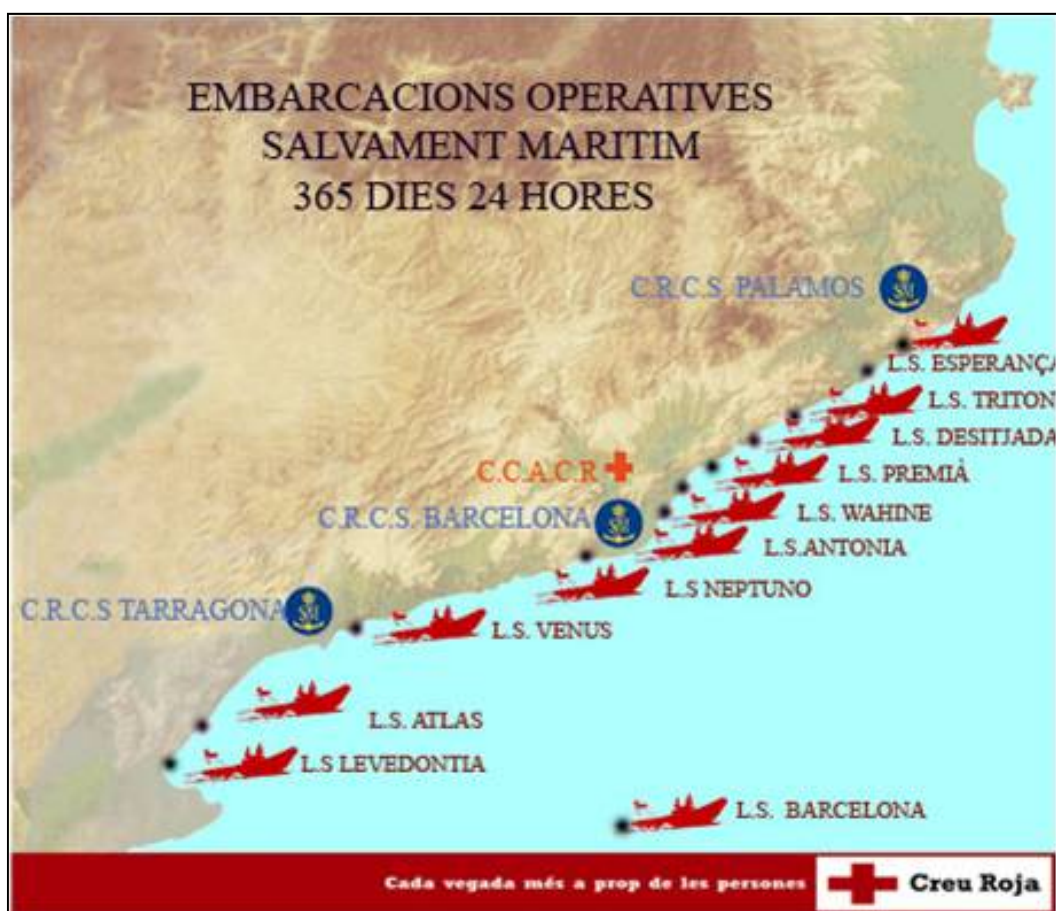 EMBARCACIONS OPERATIVES
SALVAMENT MARITIM
365 DIES 24 HORES
C.R.C.S. PALAMOS
L.S. ESPERANÇA
L.S. TRITON
L.S. DESITJADA
L.S. PREMIÀ
C.C.A.C.R
L.S. WAHINE
C.R.C.S. BARCELONA
L.S.ANTONIA
L.S NEPTUNO
C.R.C.S TARRAGONA
L.S. VENUS
L.S. ATLAS
L.S LEVEDONTIA
L.S. BARCELONA
Cada vegada més a prop de les persones
Creu Roja